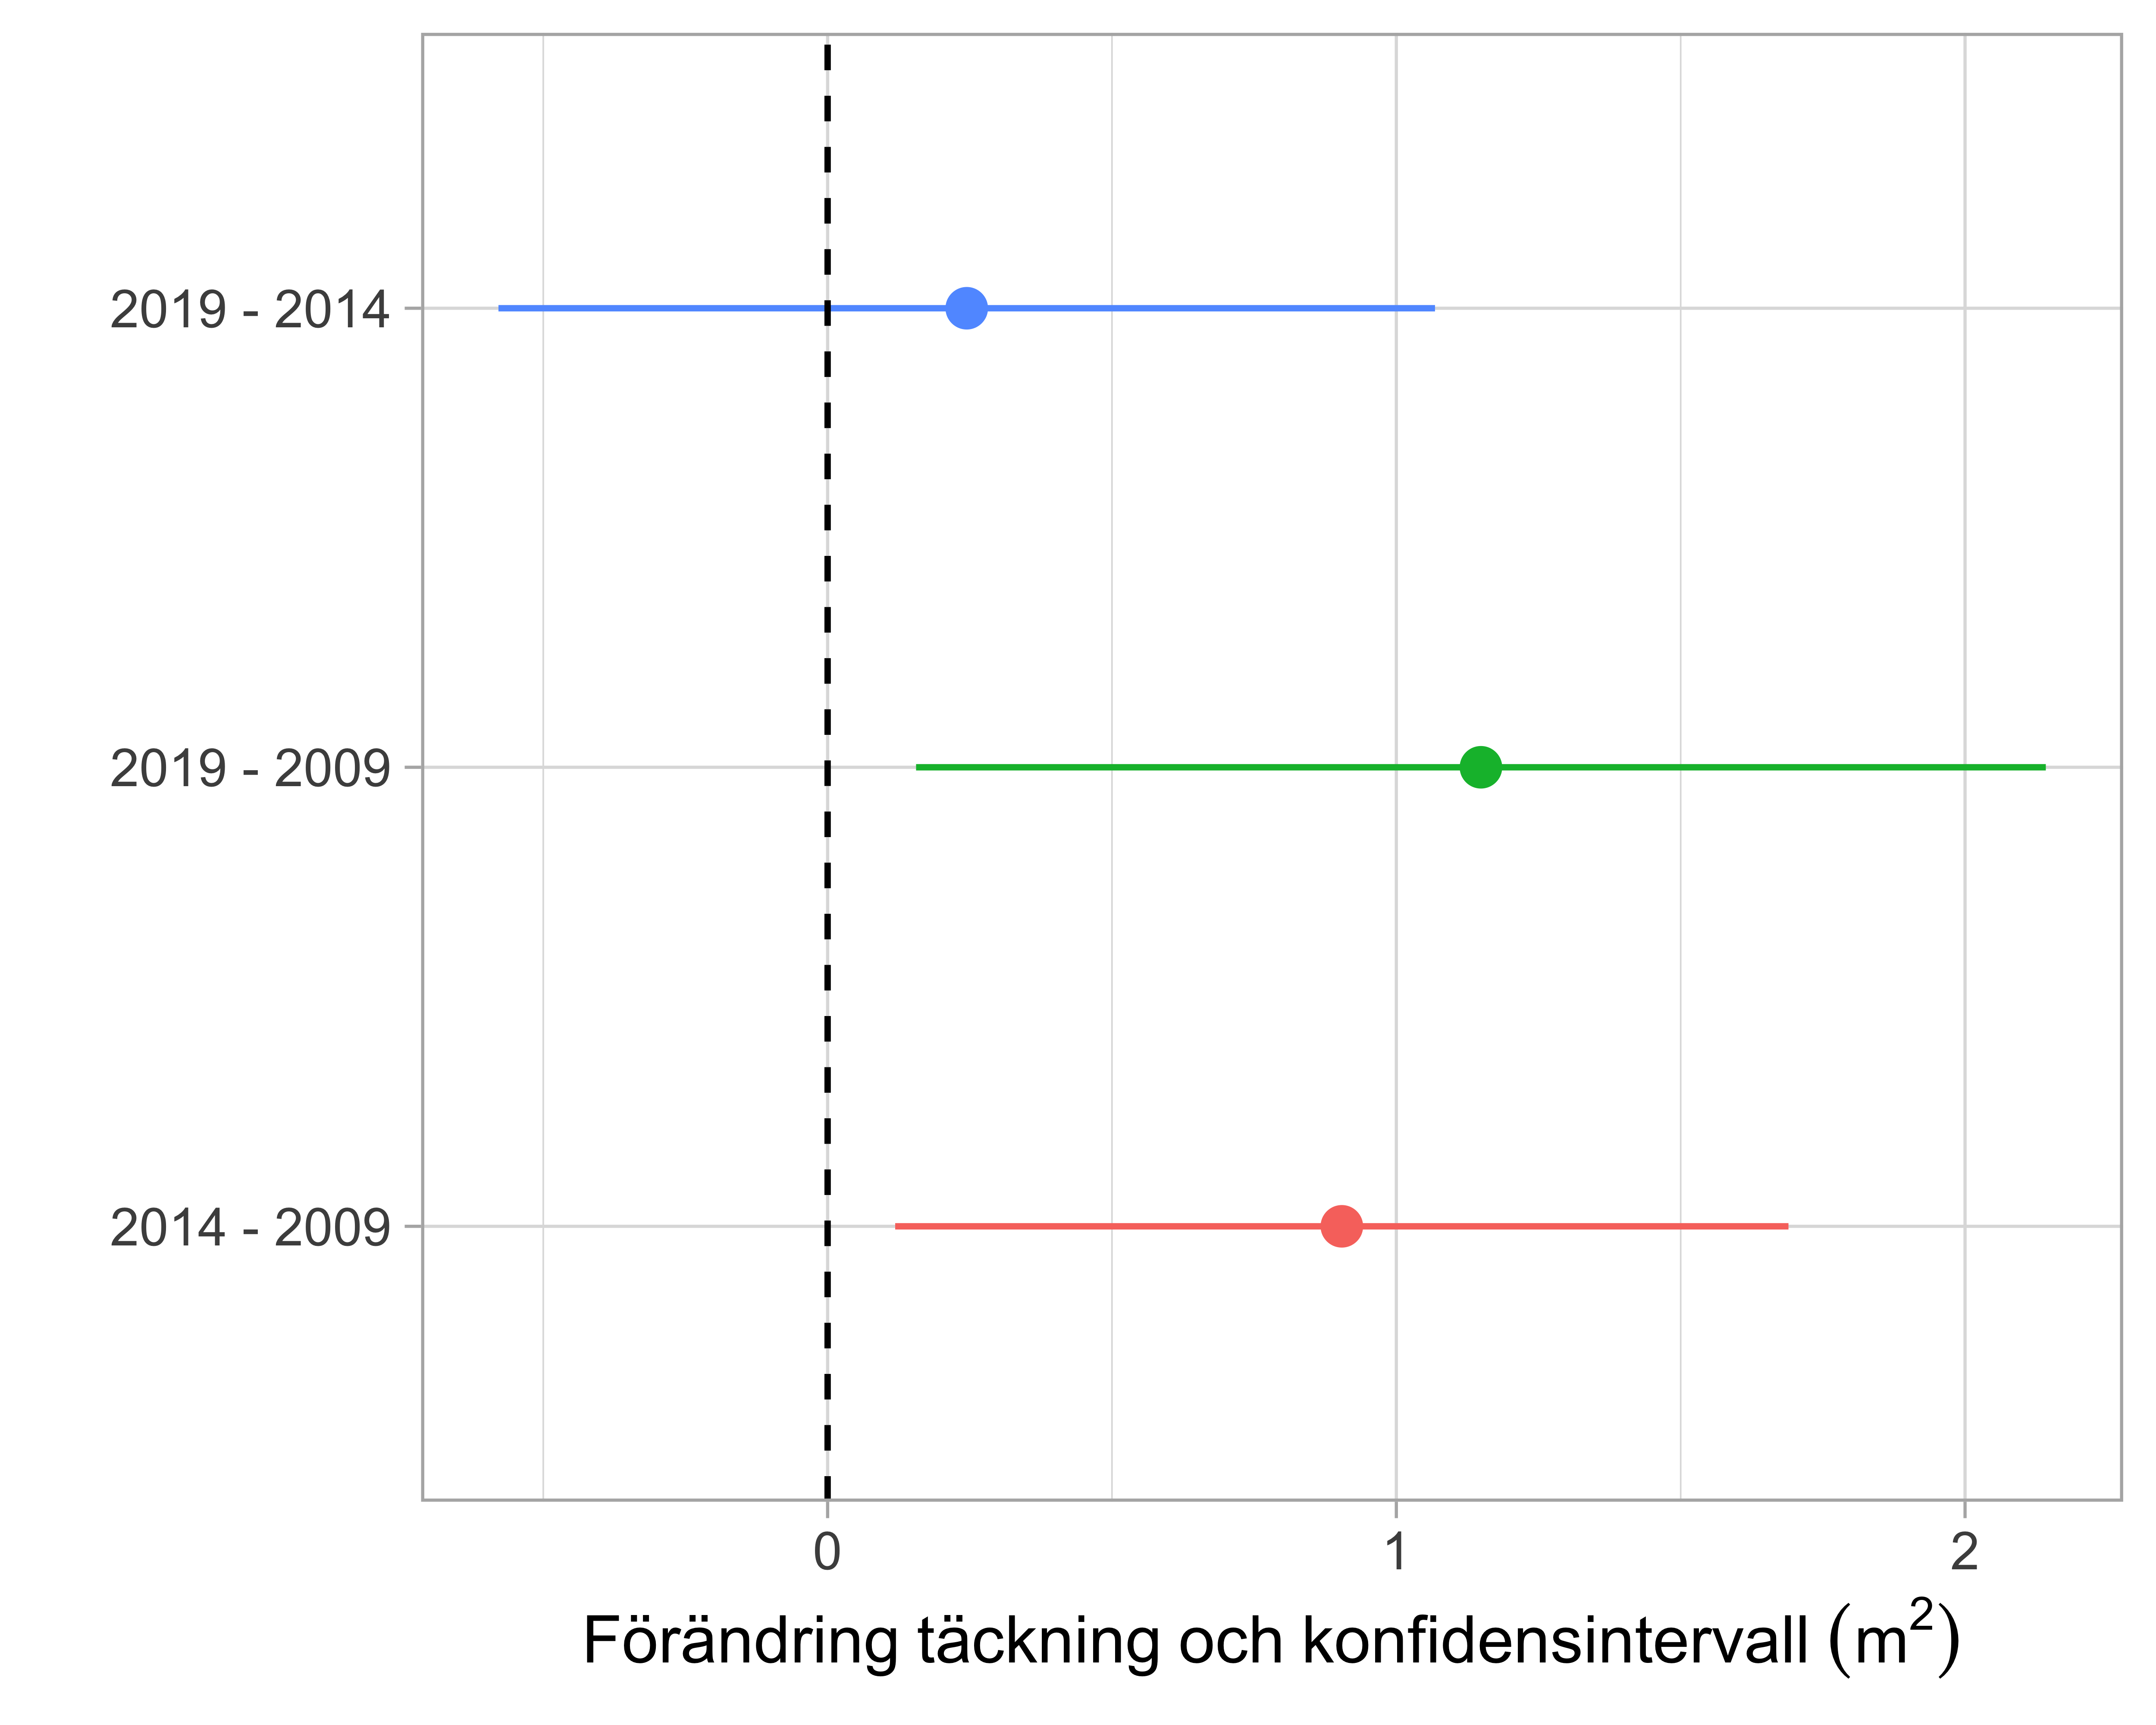 2019 - 2014
2019 - 2009
2014 - 2009
0 1 2
Förändring täckning och konfidensintervall (m²)